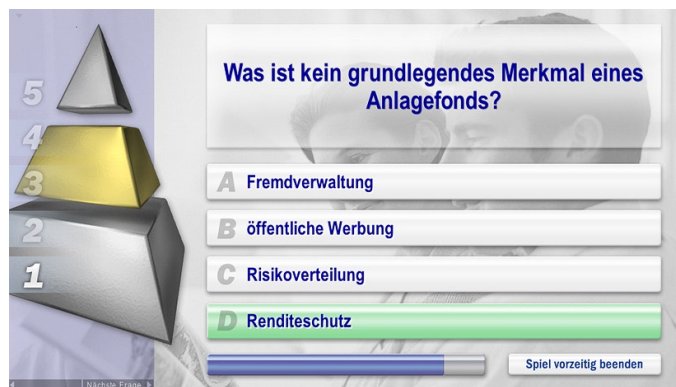 Was ist kein grundlegendes Merkmal eines
Anlagefonds?
5
4
3
2
1
A Fremdverwaltung
B öffentliche Werbung
C Risikoverteilung
D Renditeschutz
Spiel vorzeitig beenden
Nächste Frage